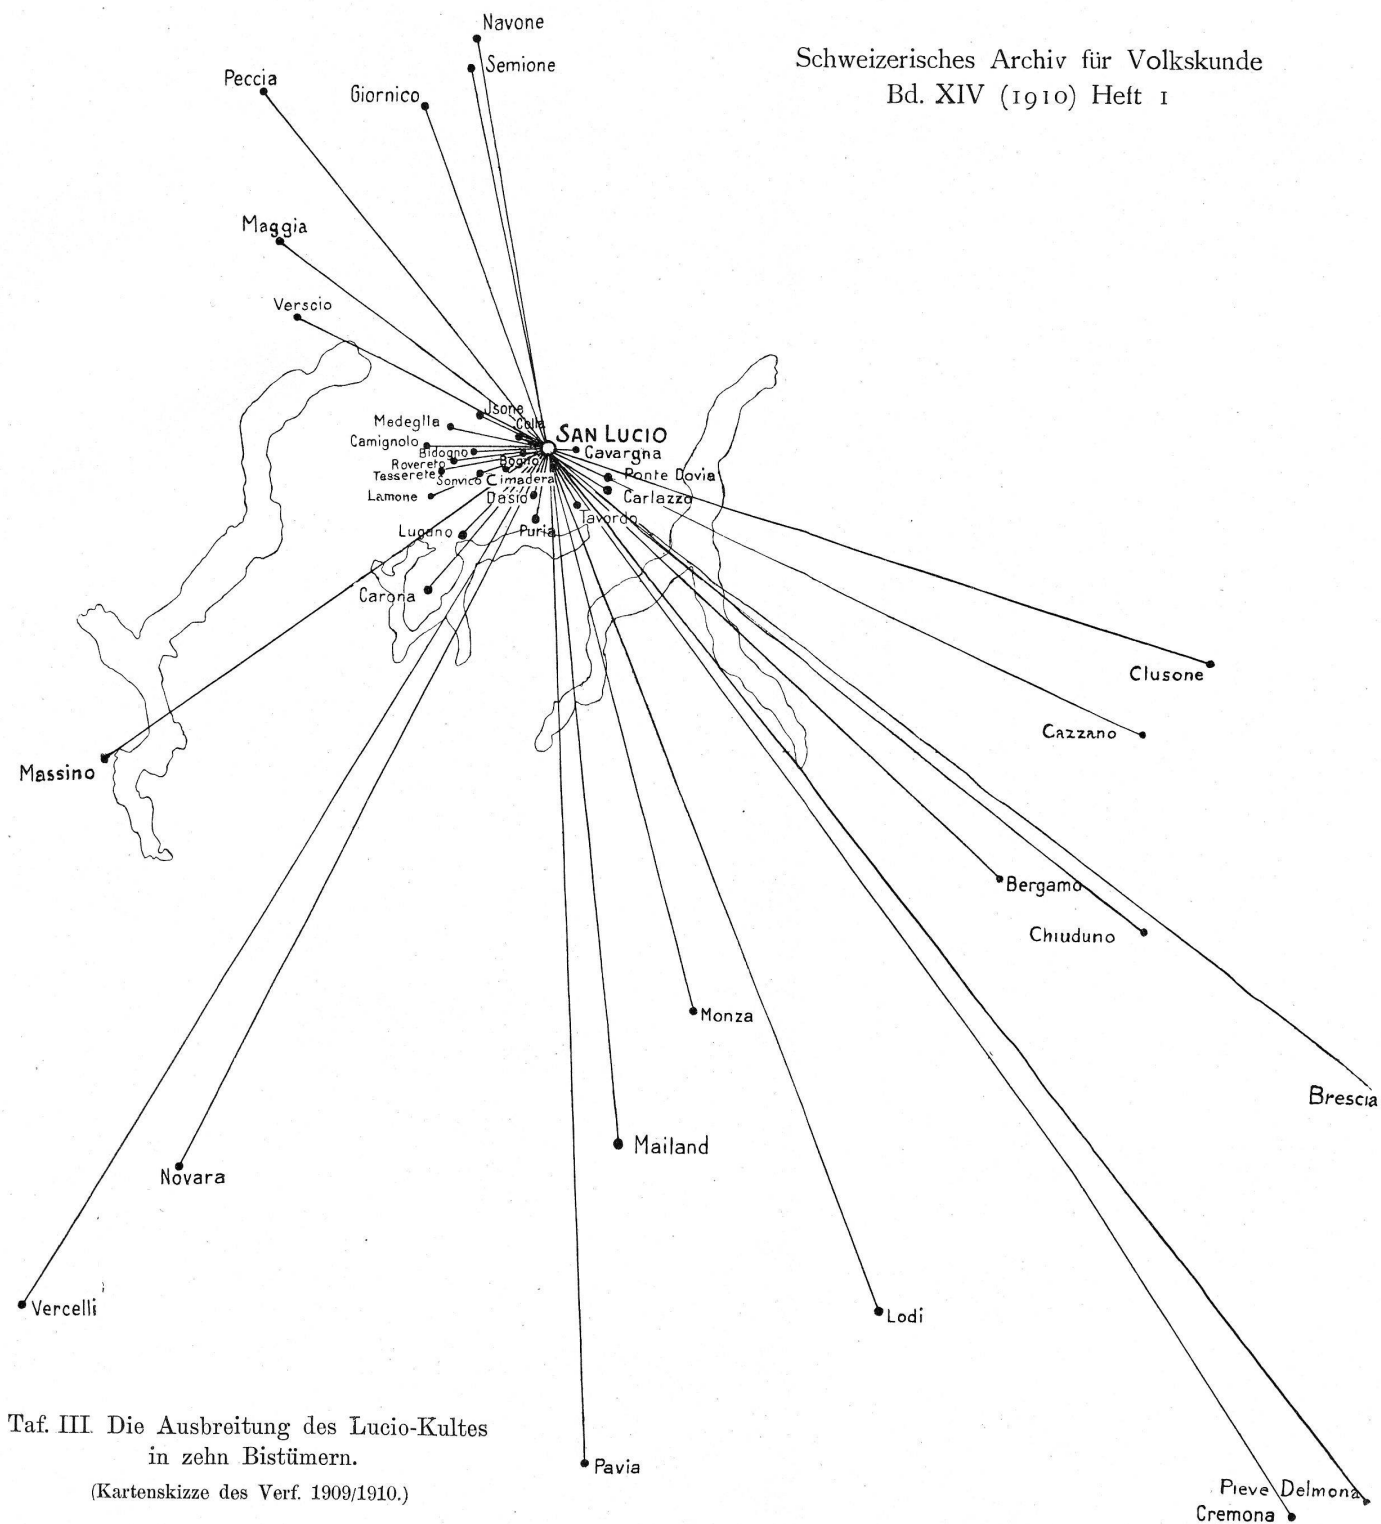 Navone
Schweizerisches Archiv für Volkskunde
Bd. XIV (1910) Heft 1
Semione
Peccia
Giornico
Maggia
Verscio
Isone
Medeglia
Colla
SAN LUCIO
Camignolo
Bidogno
Cavargna
Rovereto
Bogno
Tesserete
Sonvico
Cimadera
Ponte Dovia
Lamone
Dasio
Carlazzo
Tavordo
Lugano
Puria
Carona
Clusone
Cazzano
Massino
Bergamo
Chiuduno
Monza
Brescia
Mailand
Novara
Vercelli
Lodi
Taf. III. Die Ausbreitung des Lucio-Kultes
in zehn Bistümern.
(Kartenskizze des Verf. 1909/1910.)
Pavia
Pieve Delmona
Cremona